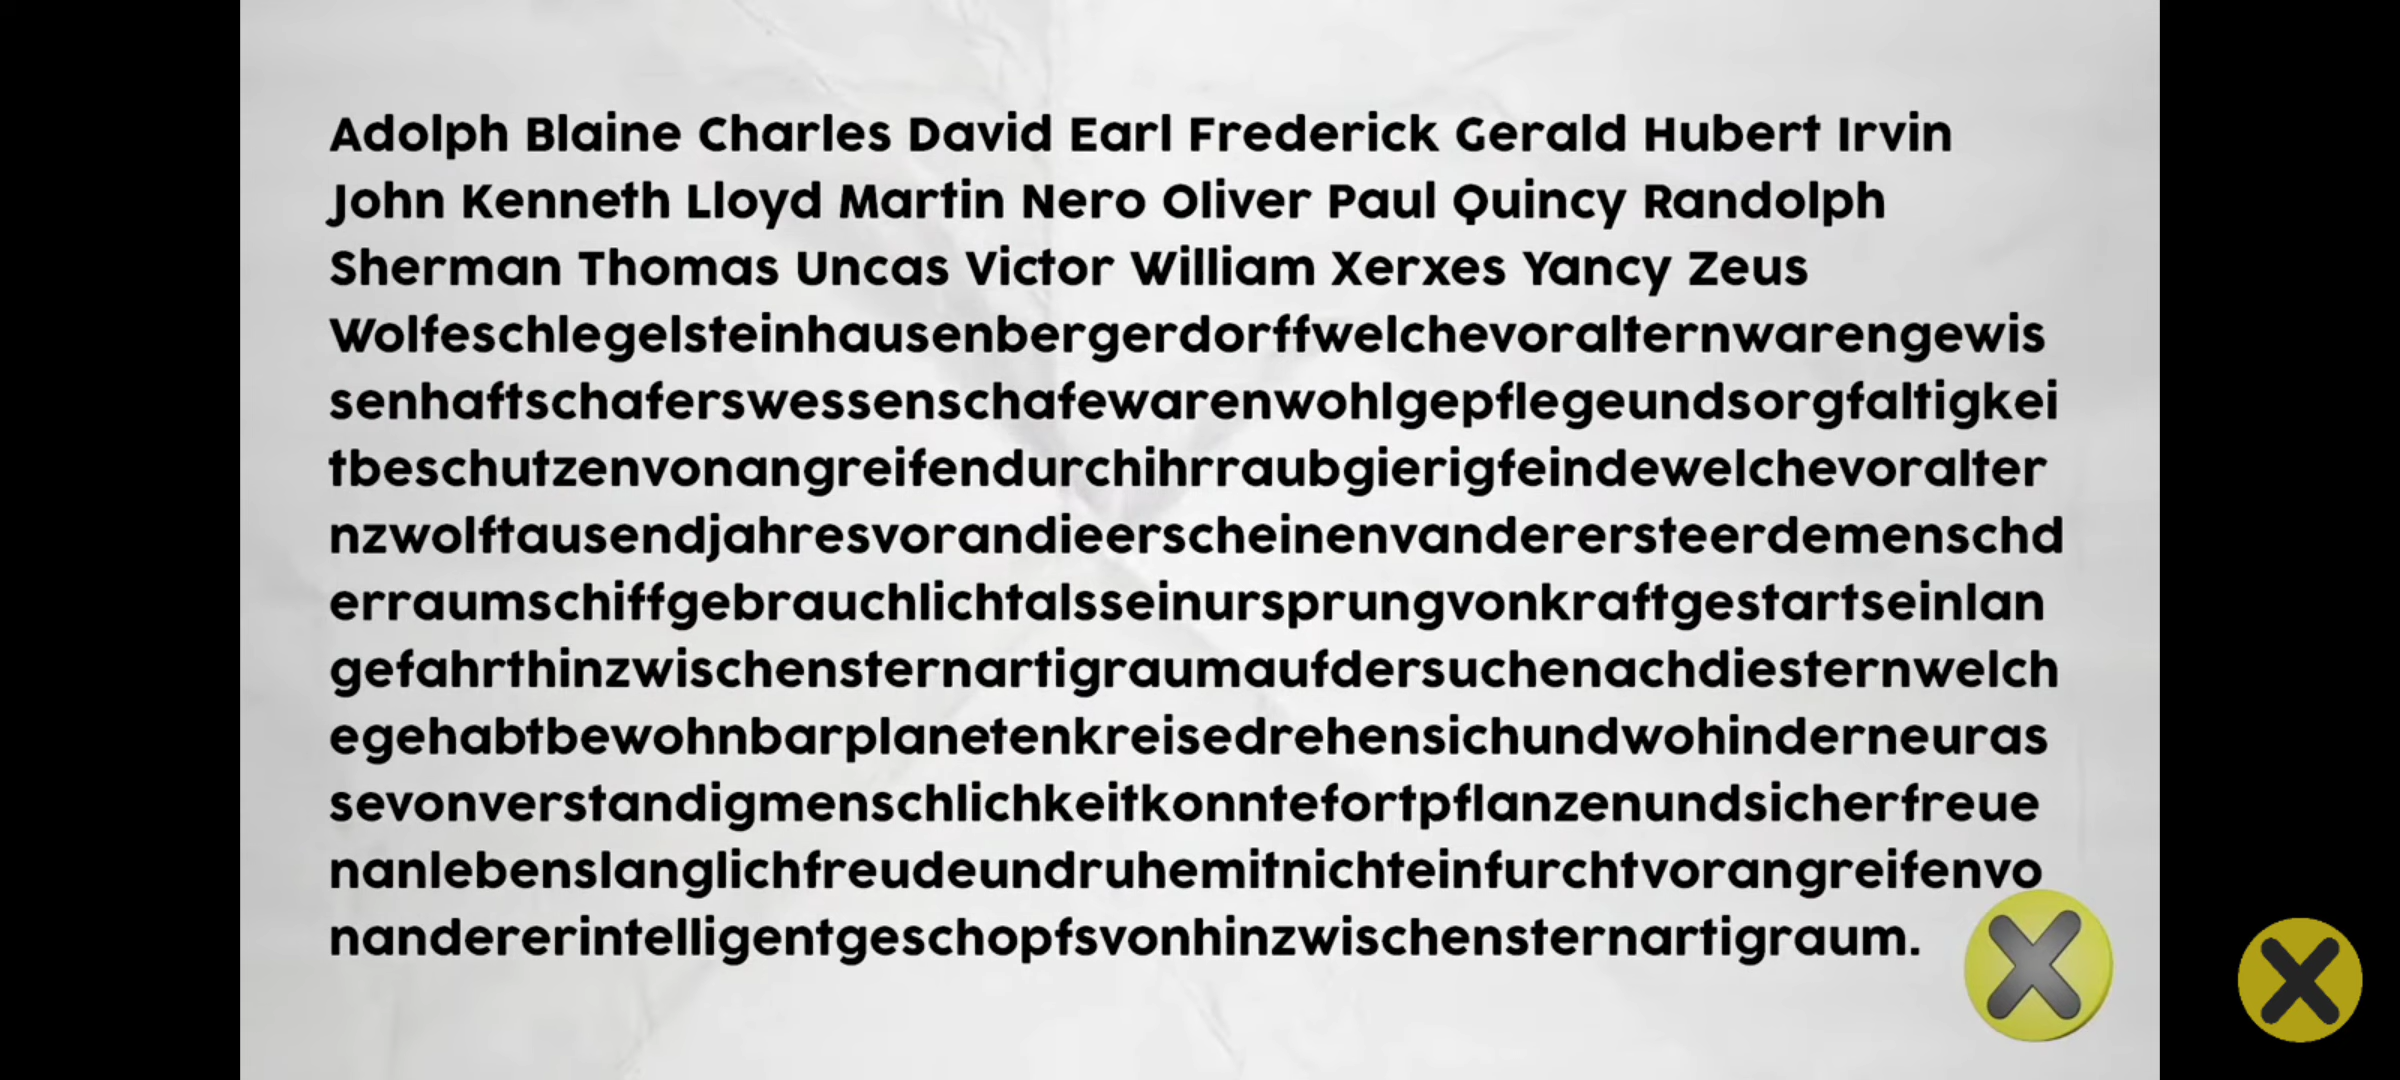 Adolph Blaine Charles David Earl Frederick Gerald Hubert Irvin
John Kenneth Lloyd Martin Nero Oliver Paul Quincy Randolph
Sherman Thomas Uncas Victor William Xerxes Yancy Zeus
Wolfeschlegelsteinhausenbergerdorffwelchevoralternwarengewis
senhaftschaferswessenschafewarenwohlgepflegeundsorgfaltigkei
tbeschutzenvonangreifendurchihrraubgierigfeindewelchevoralter
nzwolftausendjahresvorandieerscheinenvanderersteerdemenschd
erraumschiffgebrauchlichtalsseinursprungvonkraftgestartseinlan
gefahrthinzwischensternartigraumaufdersuchenachdiesternwelch
egehabtbewohnbarplanetenkreisedrehensichundwohinderneuras
sevonverstandigmenschlichkeitkonntefortpflanzenundsicherfreue
nanlebenslanglichfreudeundruhemitnichteinfurchtvorangreifenvo
nandererintelligentgeschopfsvonhinzwischensternartigraum.